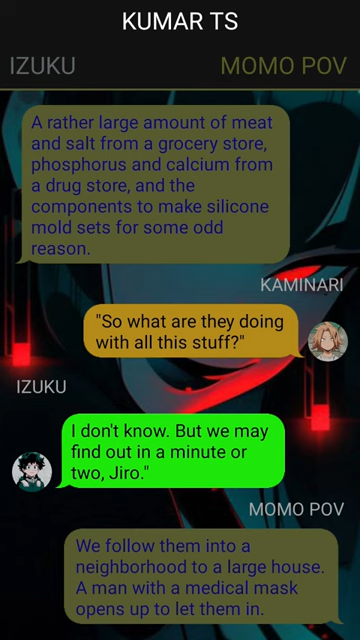 KUMAR TS
IZUKU
MOMO POV
A rather large amount of meat
and salt from a grocery store,
phosphorus and calcium from
a drug store, and the
components to make silicone
mold sets for some odd
reason.
KAMINARI
"So what are they doing
with all this stuff?"
IZUKU
I don't know. But we may
find out in a minute or
two, Jiro."
MOMO POV
We follow them into a
neighborhood to a large house.
A man with a medical mask
opens up to let them in.